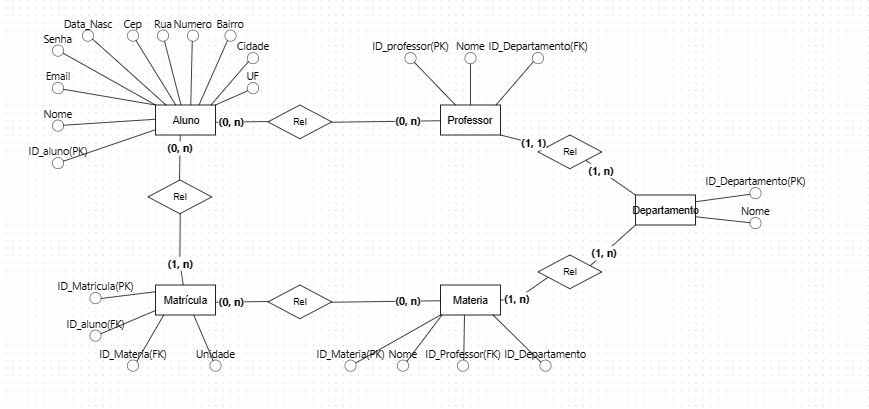 Data_Nasc Cep Rua Numero Bairro
Senha
Cidade
ID_professor(PK) Nome ID_Departamento(FK)
Email
UF
Nome
Aluno
(0, n)
Rel
(0, n)
Professor
ID_aluno(PK)
(0, n)
(1, 1)
Rel
(1, n)
Rel
ID_Departamento(PK)
Departamento
Nome
(1, n)
(1, n)
Rel
ID_Matricula(PK)
Matrícula
(0, n)
Rel
(0, n)
Materia
(1, n)
ID_aluno(FK)
ID_Materia(FK)
Unidade
ID_Materia(PK) Nome ID_Professor(FK) ID_Departamento